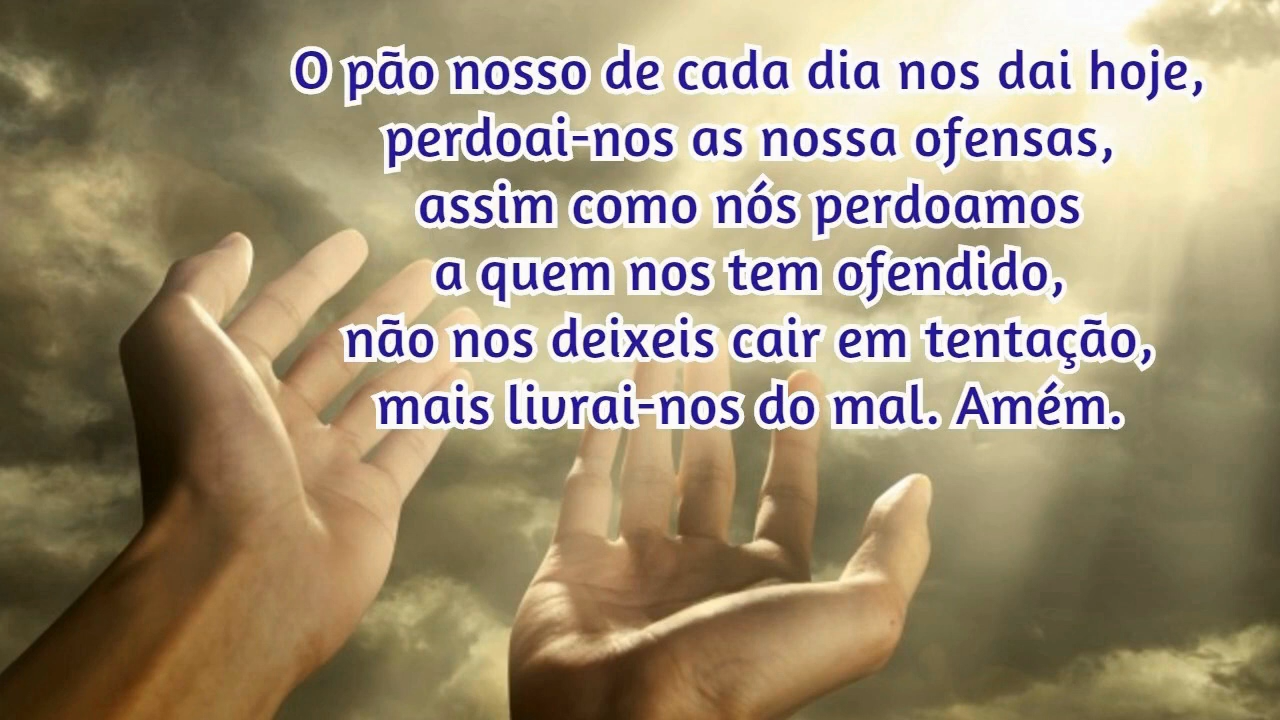 O pão nosso de cada dia nos dai hoje,
perdoai-nos as nossa ofensas,
assim como nós perdoamos
a quem nos tem ofendido,
não nos deixeis cair em tentação,
mais livrai-nos do mal. Amém.